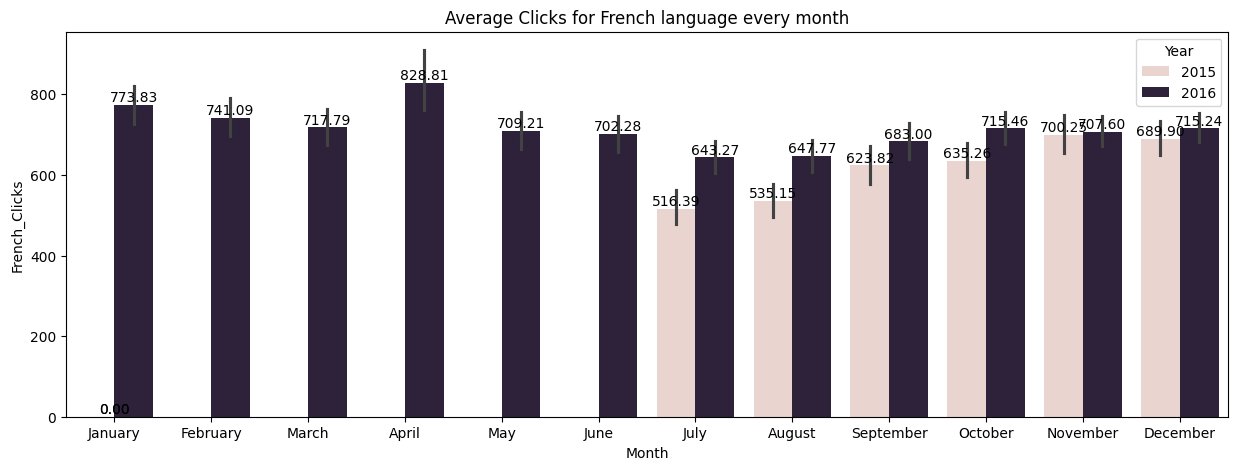 Average Clicks for French language every month
Year
2015
2016
French_Clicks
800
600
400
200
0
773.83
741.09
717.79
828.81
709.21
702.28
516.39
643.27
535.15
647.77
623.82
683.00
635.26
715.46
700.25
707.60
689.90
715.24
0.00
January
February
March
April
May
June
July
August
September
October
November
December
Month